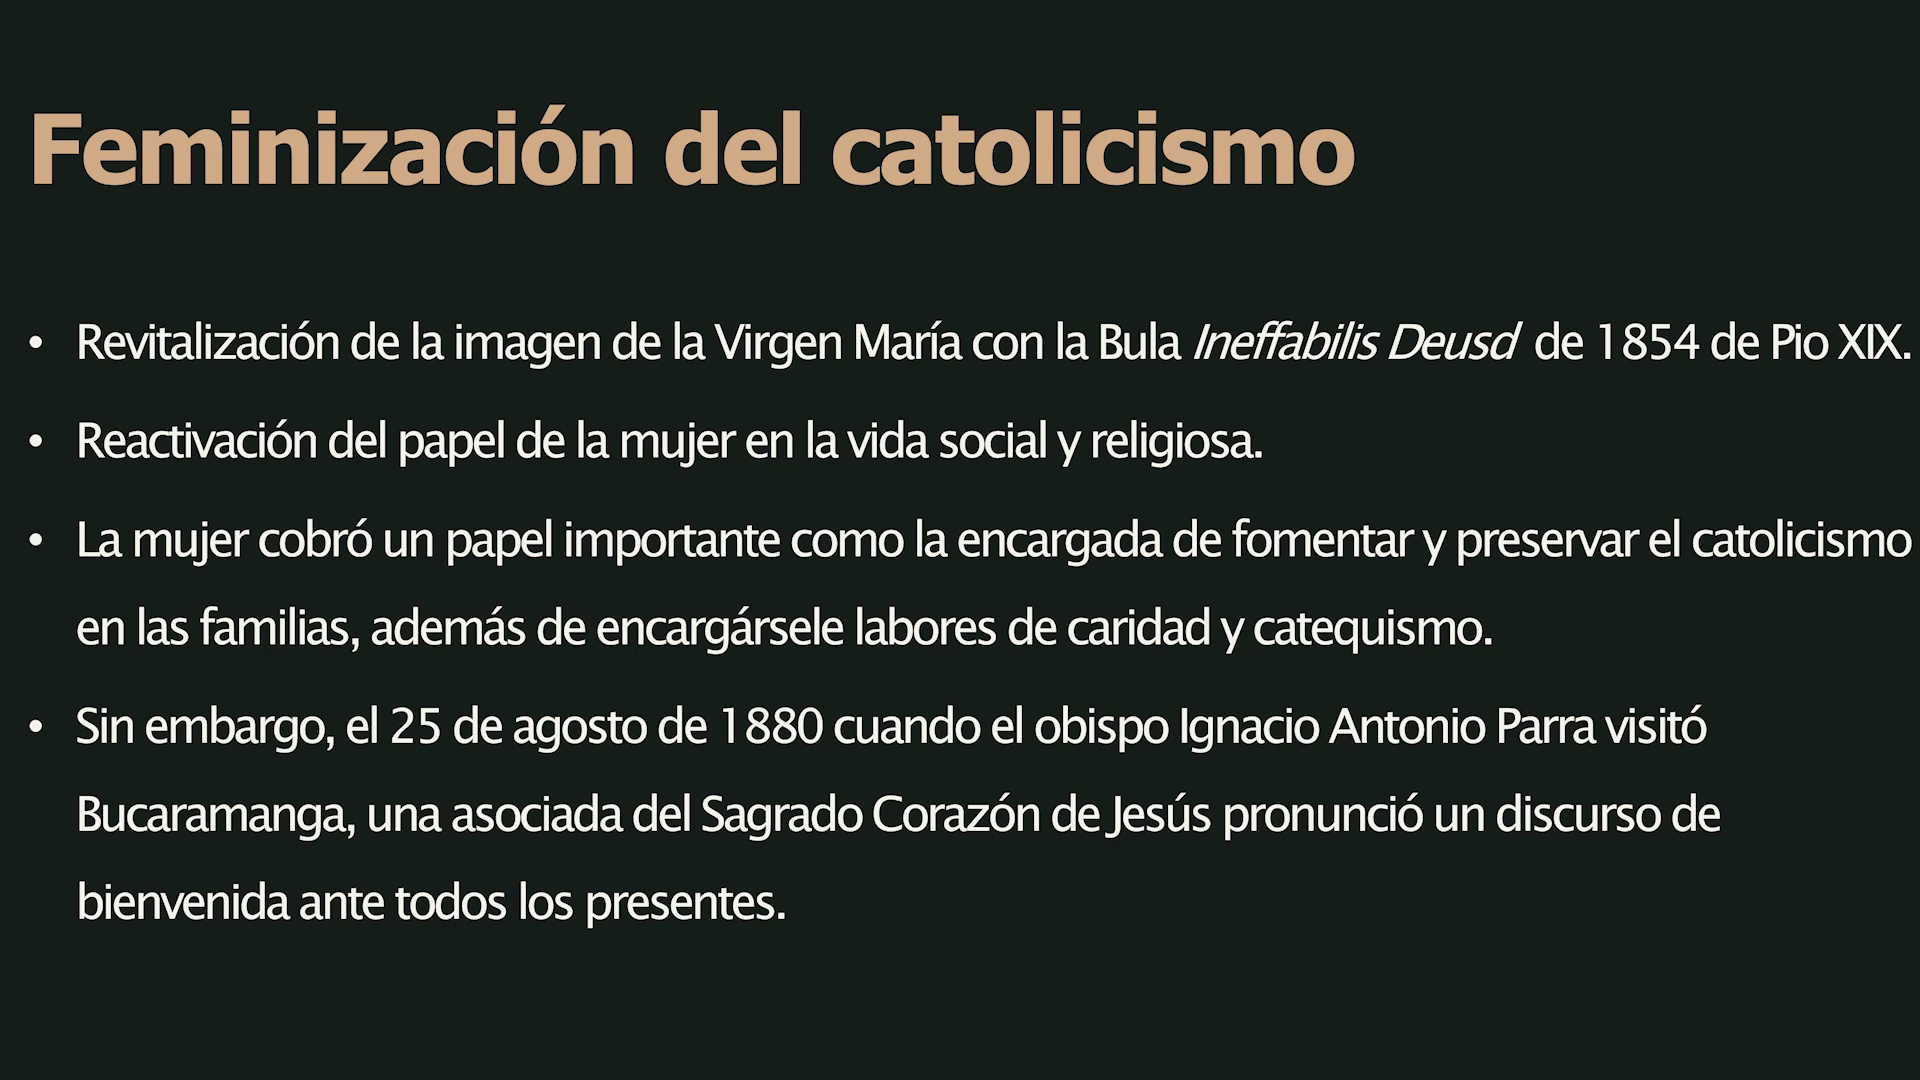 Feminización del catolicismo
• Revitalización de la imagen de la Virgen María con la Bula Ineffabilis Deusd de 1854 de Pio XIX.
• Reactivación del papel de la mujer en la vida social y religiosa.
• La mujer cobró un papel importante como la encargada de fomentar y preservar el catolicismo
en las familias, además de encargársele labores de caridad y catequismo.
• Sin embargo, el 25 de agosto de 1880 cuando el obispo Ignacio Antonio Parra visitó
Bucaramanga, una asociada del Sagrado Corazón de Jesús pronunció un discurso de
bienvenida ante todos los presentes.